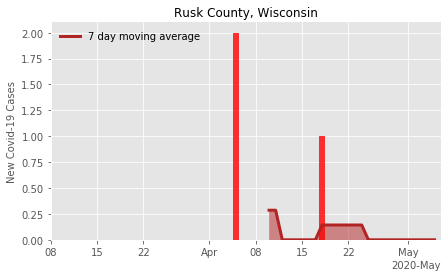 Rusk County, Wisconsin
7 day moving average
New Covid-19 Cases
2.00
1.75
1.50
1.25
1.00
0.75
0.50
0.25
0.00
08 15 22 Apr 08 15 22 May
2020-May